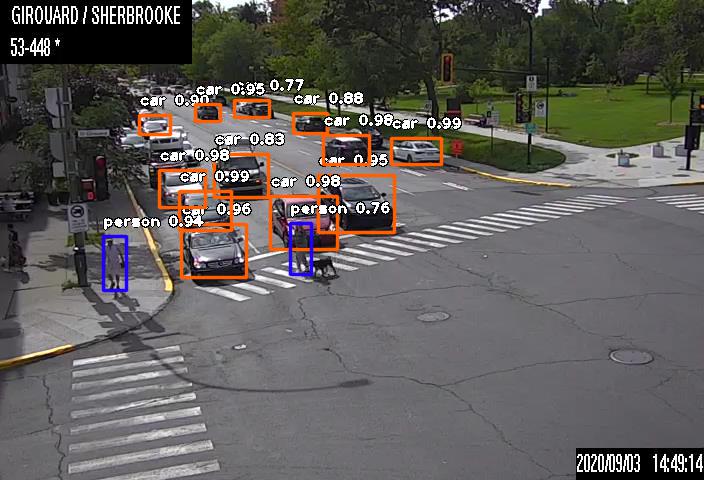 GIROUARD / SHERBROOKE
53-448 *
car 0.95
0.77
car 0.90
car 0.88
car 0.98
car 0.99
car 0.83
car 0.98
0.95
car 0.99
car 0.98
car 0.96
person 0.94
person 0.76
2020/09/03 14:49:14